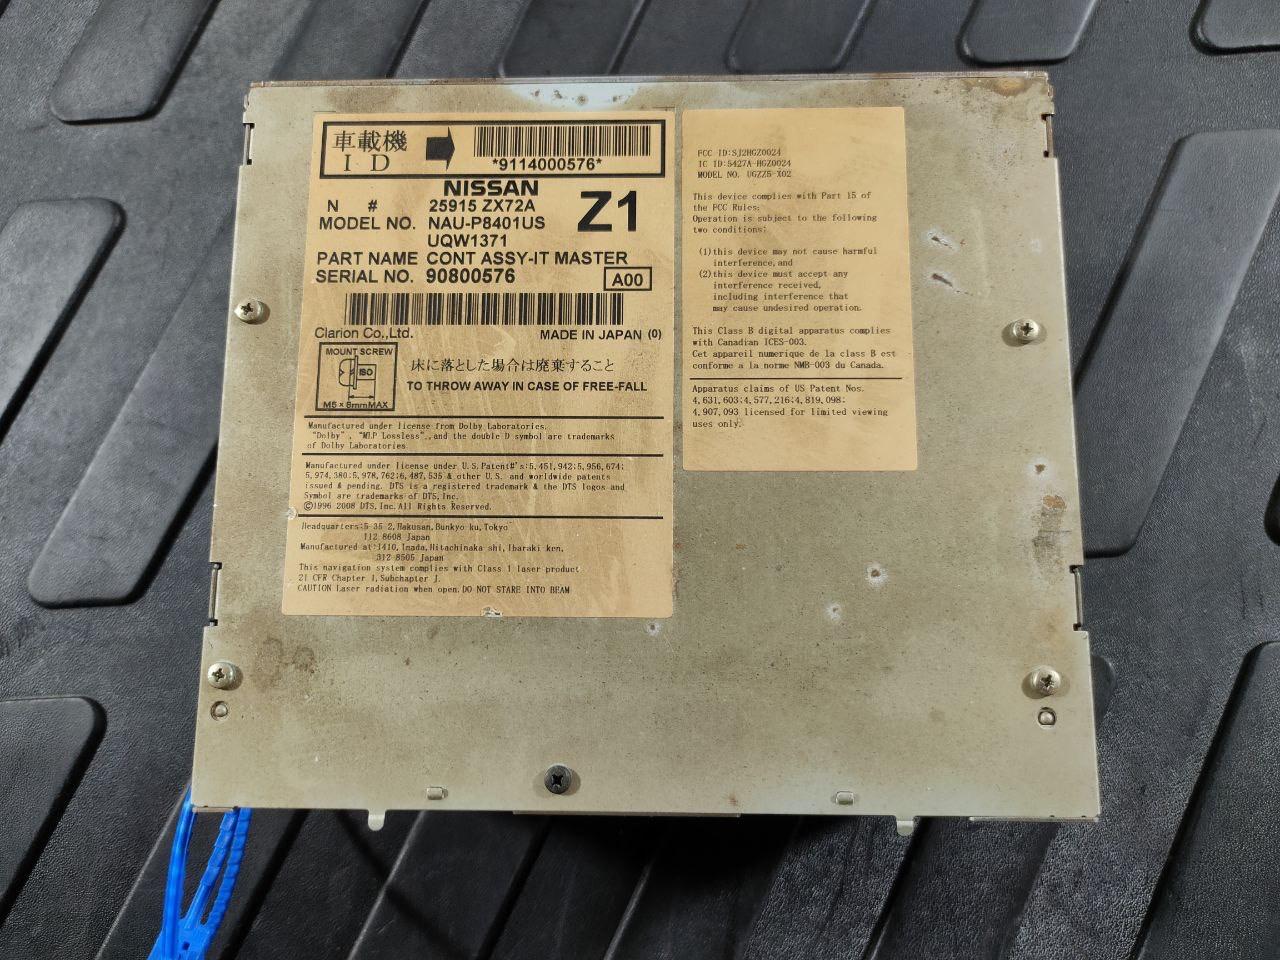 車載機
I D
*9114000576*
NISSAN
N # 25915 ZX72A
Z1
MODEL NO. NAU-P8401US
UQW1371
PART NAME CONT ASSY-IT MASTER
SERIAL NO. 90800576
A00
Clarion Co.,Ltd. MADE IN JAPAN (0)
MOUNT SCREW
ISO
M5×8mmMAX
床に落とした場合は廃棄すること
TO THROW AWAY IN CASE OF FREE-FALL
Manufactured under license from Dolby Laboratories.
"Dolby", "MLP Lossless", and the double D symbol are trademarks
of Dolby Laboratories
Manufactured under license under U.S.Patent#'s:5,451,942;5,956,674;
5,974,380;5,978,762;6,487,535 & other U.S. and worldwide patents
issued & pending. DTS is a registered trademark & the DTS logos and
Symbol are trademarks of DTS,Inc.
©1996 2008 DTS,Inc.All Rights Reserved.
Headquarters:5 35 2,Hakusan,Bunkyo ku,Tokyo
112 8608 Japan
Manufactured at:1410,Inada,Hitachinaka shi,Ibaraki ken,
312 8505 Japan
This navigation system complies with Class 1 laser product
21 CFR Chapter 1,Subchapter J.
CAUTION Laser radiation when open.DO NOT STARE INTO BEAM
FCC ID:SJ2HGZ0024
IC ID:5427A-HGZ0024
MODEL NO. UGZZ5-X02
This device complies with Part 15 of
the FCC Rules;
Operation is subject to the following
two conditions;
(1)this device may not cause harmful
interference,and
(2)this device must accept any
interference received,
including interference that
may cause undesired operation.
This Class B digital apparatus complies
with Canadian ICES-003.
Cet appareil numerique de la class B est
conforme a la norme NMB-003 du Canada.
Apparatus claims of US Patent Nos.
4,631,603;4,577,216;4,819,098;
4,907,093 licensed for limited viewing
uses only.